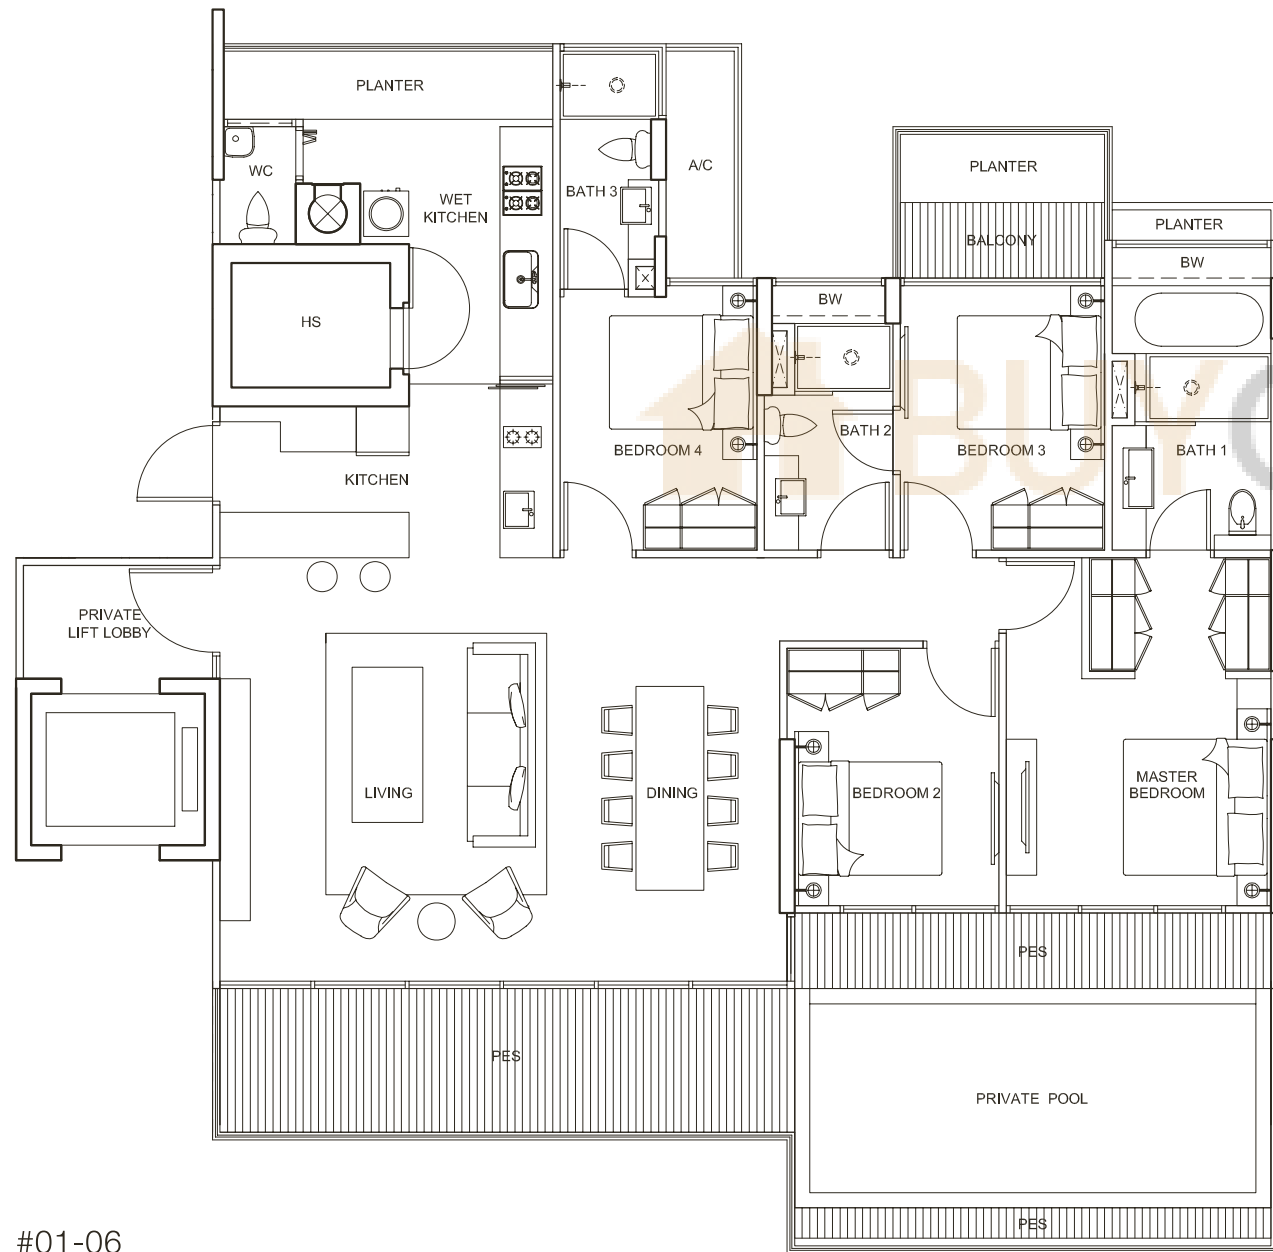 PLANTER
WC
WET
KITCHEN
BATH 3
A/C
PLANTER
BALCONY
PLANTER
BW
HS
BW
BUY
BEDROOM 4
BATH 2
BEDROOM 3
BATH 1
KITCHEN
PRIVATE
LIFT LOBBY
LIVING
DINING
BEDROOM 2
MASTER
BEDROOM
PES
PES
PRIVATE POOL
PES
#01-06